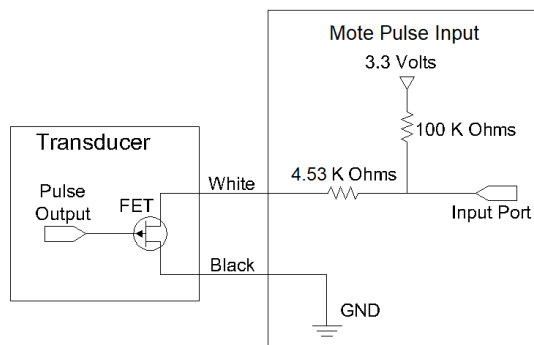 Mote Pulse Input
3.3 Volts
100 K Ohms
Transducer
4.53 K Ohms
White
Pulse
Output
FET
Input Port
Black
GND